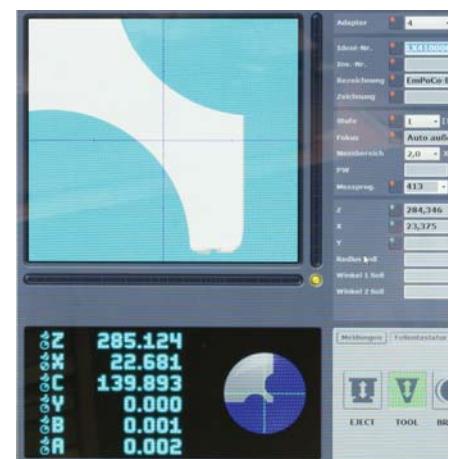 Adapter 4
Ident-Nr.
Inv.-Nr.
Bezeichnung EmPoCo-
Zeichnung
Stufe 1
Fokus Auto auß
Messbereich 2,0 X
PW
Messprog. 413
Z 284,346
X 23,375
Y
Radius Soll
Winkel 1 Soll
Winkel 2 Soll
Z 285.124
X 22.681
C 139.893
Y 0.000
B 0.001
A 0.002
Meldungen Folientastatur
EJECT TOOL BR